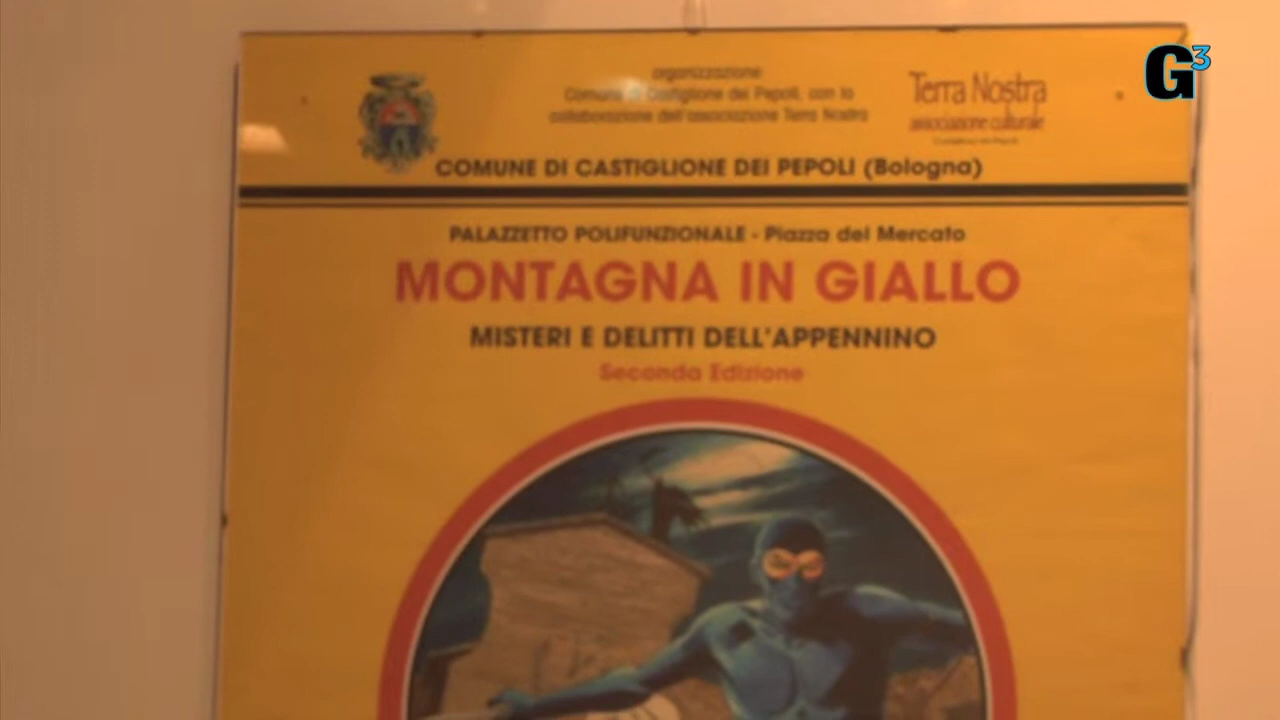 G3
organizzazione
Comune di Castiglione dei Pepoli, con la
collaborazione dell'associazione Terra Nostra
Terra Nostra
associazione culturale
COMUNE DI CASTIGLIONE DEI PEPOLI (Bologna)
PALAZZETTO POLIFUNZIONALE - Piazza del Mercato
MONTAGNA IN GIALLO
MISTERI E DELITTI DELL'APPENNINO
Seconda Edizione